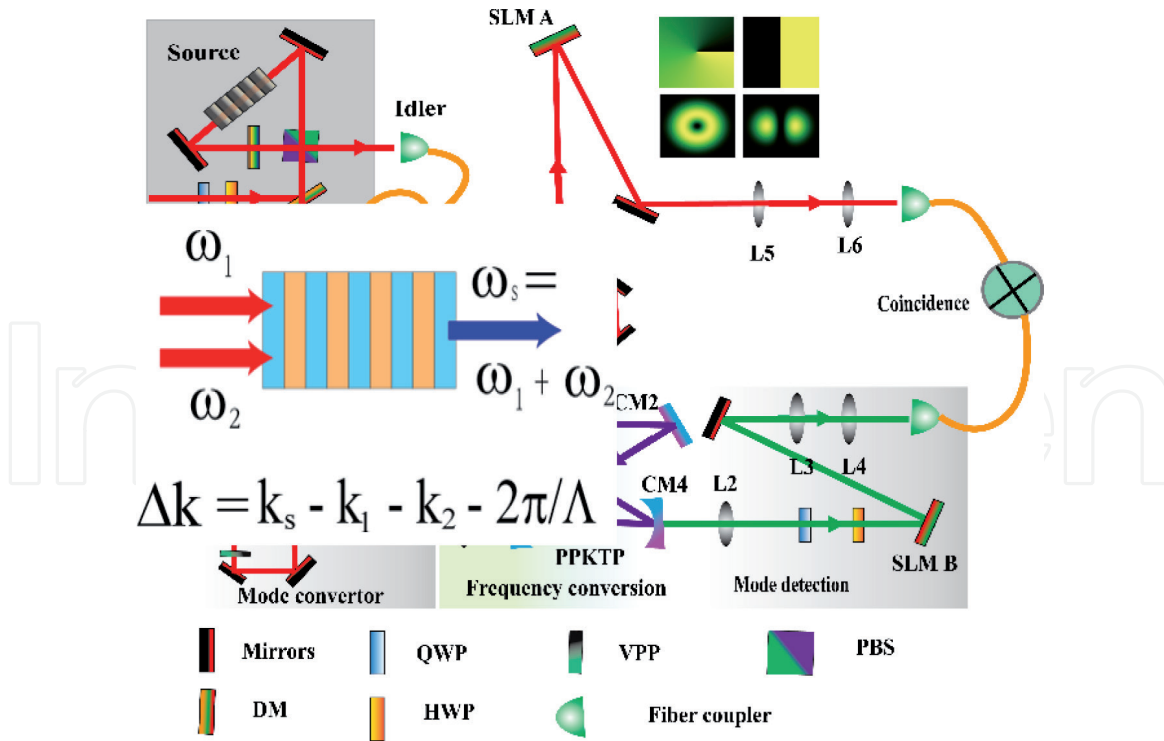 SLM A
Source
Idler
L5
L6
Coincidence
ω1
ωs =
ω2
ω1 + ω2
CM2
L3
L4
CM4
L2
Δk = ks - k1 - k2 - 2π/Λ
PPKTP
SLM B
Mode convertor
Frequency conversion
Mode detection
Mirrors
QWP
VPP
PBS
DM
HWP
Fiber coupler